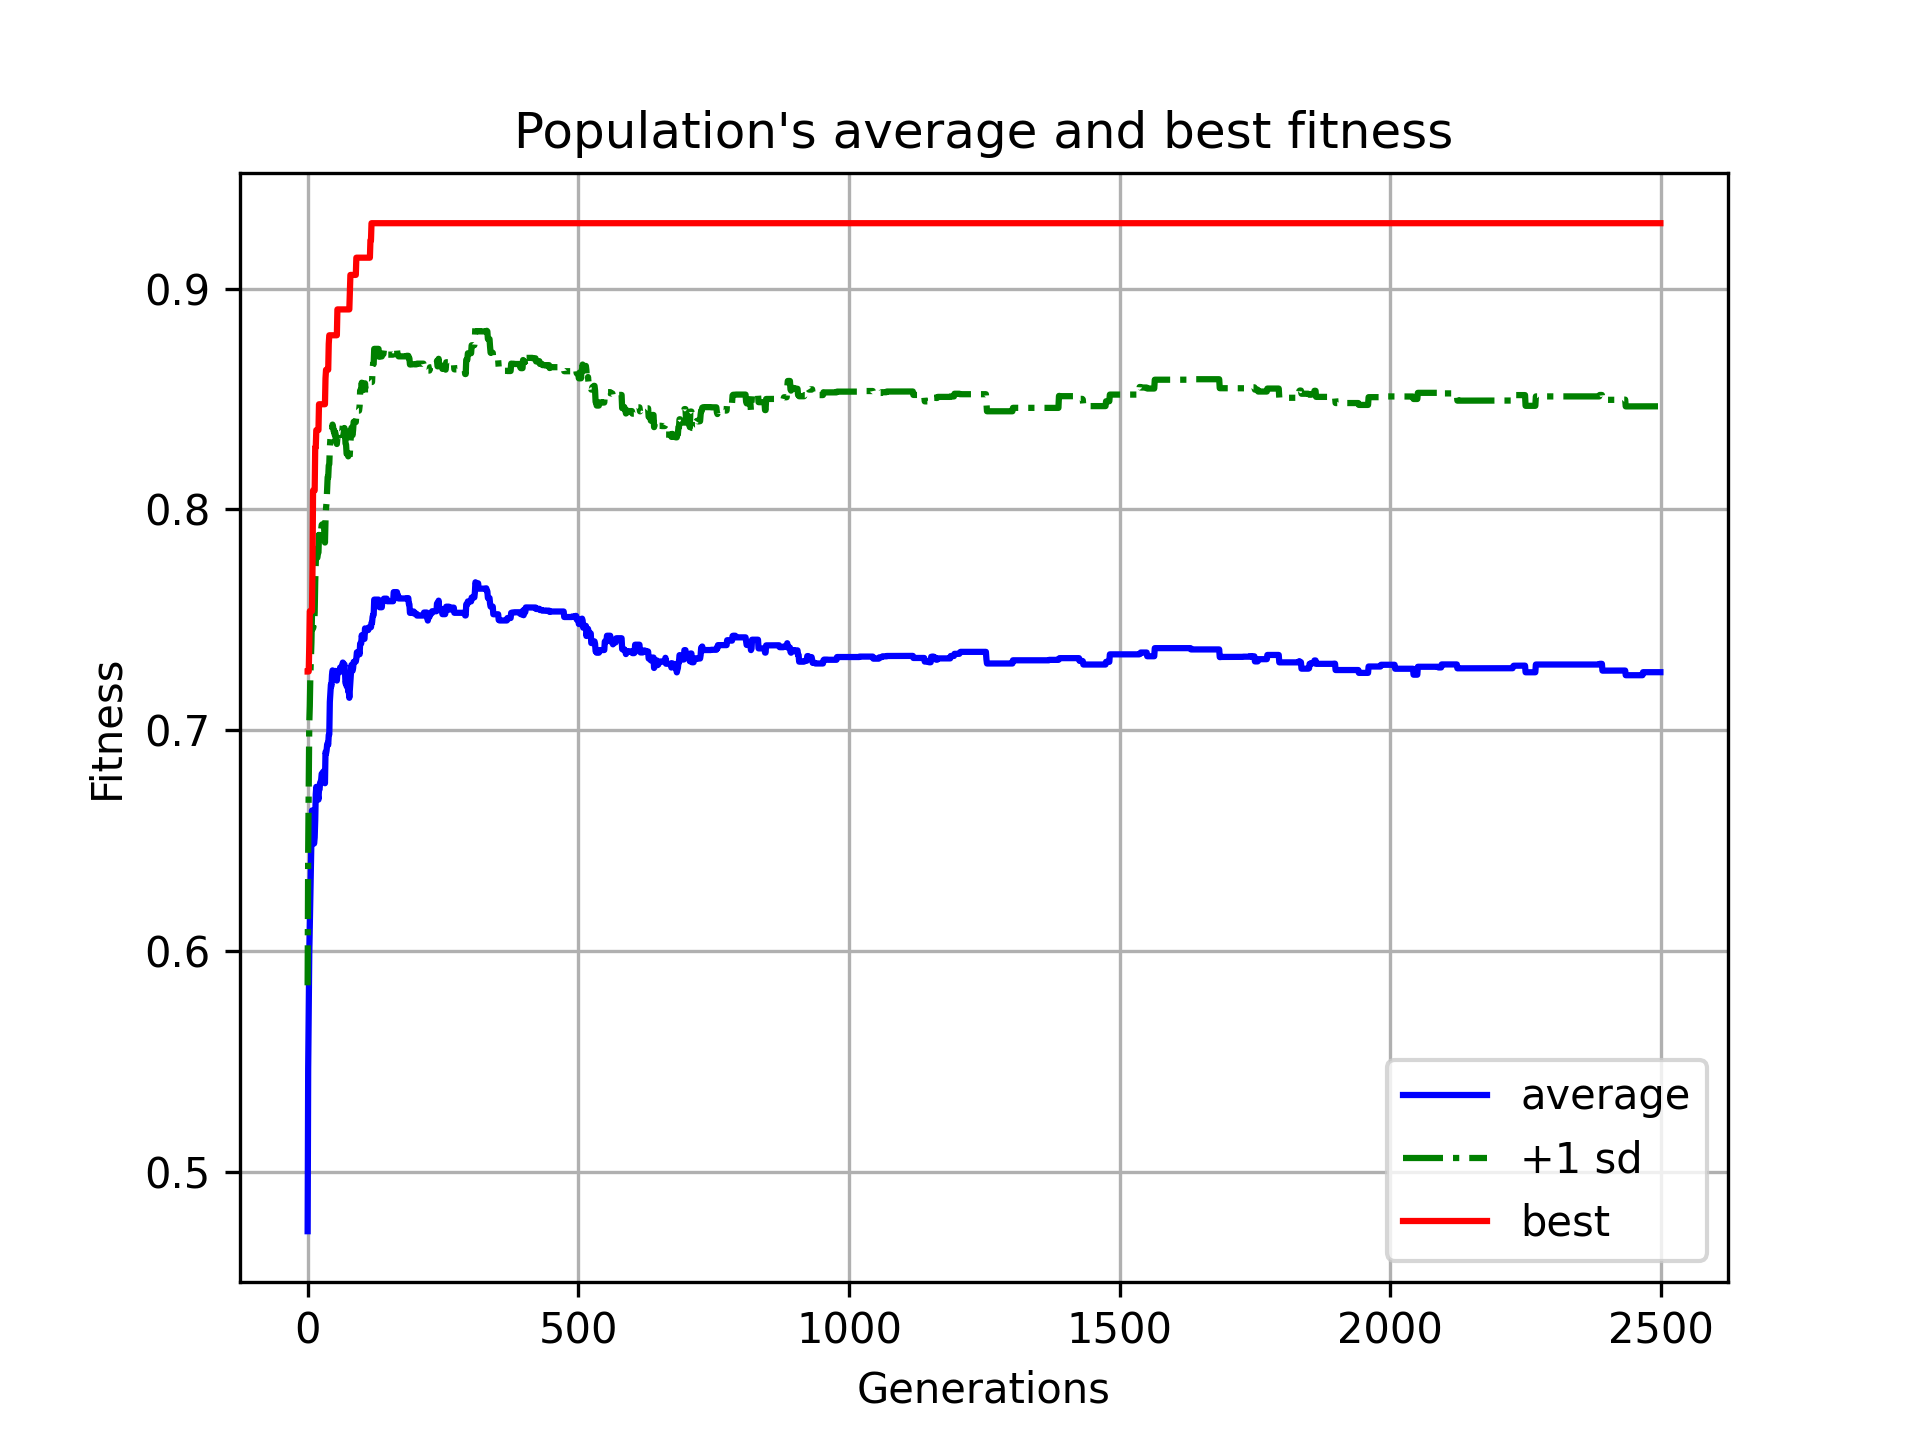 Population's average and best fitness
Fitness
0.9
0.8
0.7
0.6
0.5
0 500 1000 1500 2000 2500
Generations
average
+1 sd
best